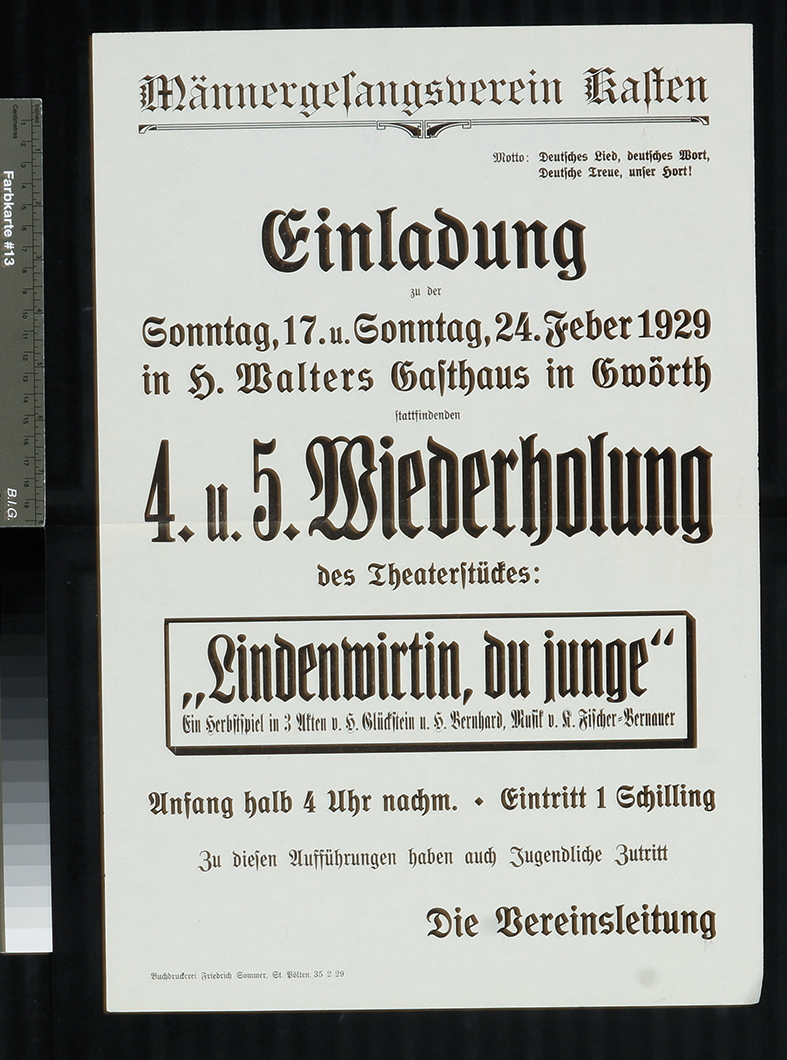 Männergesangsverein Kasten
Motto: Deutsches Lied, deutsches Wort,
Deutsche Treue, unser Hort!
Einladung
zu der
Sonntag, 17. u. Sonntag, 24. Feber 1929
in H. Walters Gasthaus in Gwörth
stattfindenden
4. u. 5. Wiederholung
des Theaterstückes:
„Lindenwirtin, du junge“
Ein Herbstspiel in 3 Akten v. H. Glückstein u. H. Bernhard, Musik v. K. Fischer-Bernauer
Anfang halb 4 Uhr nachm. • Eintritt 1 Schilling
Zu diesen Aufführungen haben auch Jugendliche Zutritt
Die Vereinsleitung
Buchdruckerei Friedrich Sommer, St. Pölten. 35 2 29
Farbkarte #13
B.I.G.